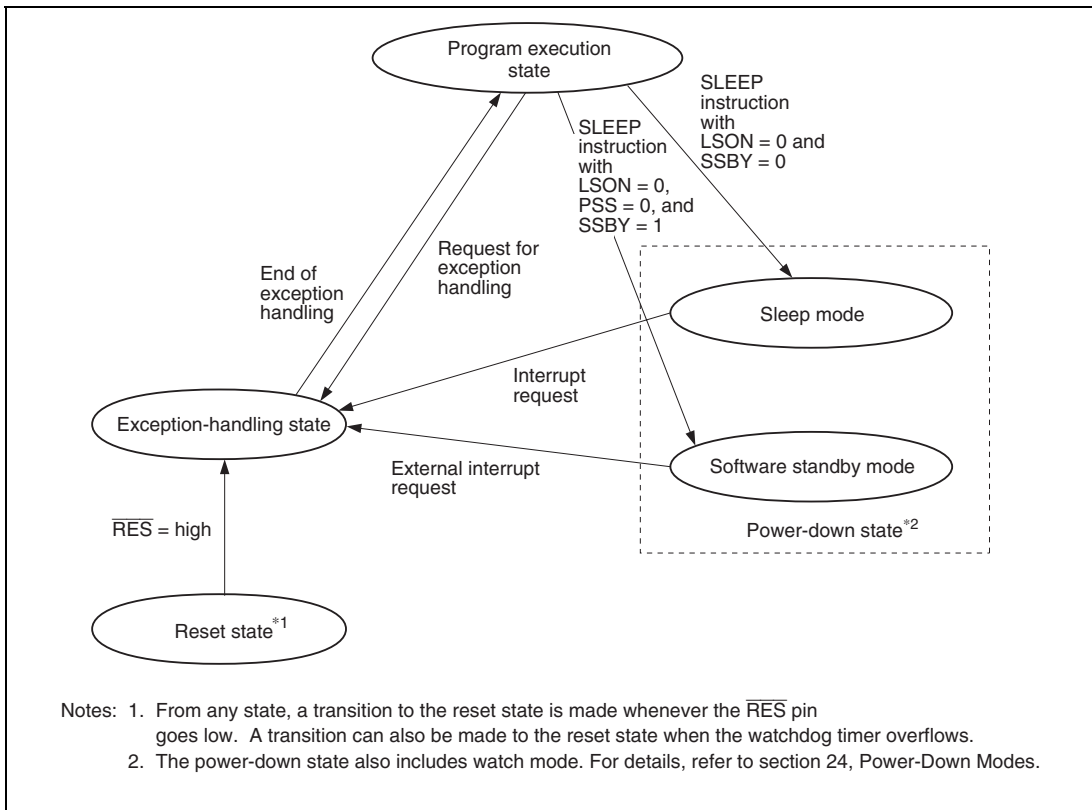 Program execution
state
SLEEP
instruction
with
LSON = 0 and
SSBY = 0
SLEEP
instruction
with
LSON = 0,
PSS = 0, and
SSBY = 1
Request for
exception
handling
End of
exception
handling
Sleep mode
Interrupt
request
Exception-handling state
Software standby mode
External interrupt
request
Power-down state*2
RES = high
Reset state*1
Notes: 1. From any state, a transition to the reset state is made whenever the RES pin
goes low. A transition can also be made to the reset state when the watchdog timer overflows.
2. The power-down state also includes watch mode. For details, refer to section 24, Power-Down Modes.